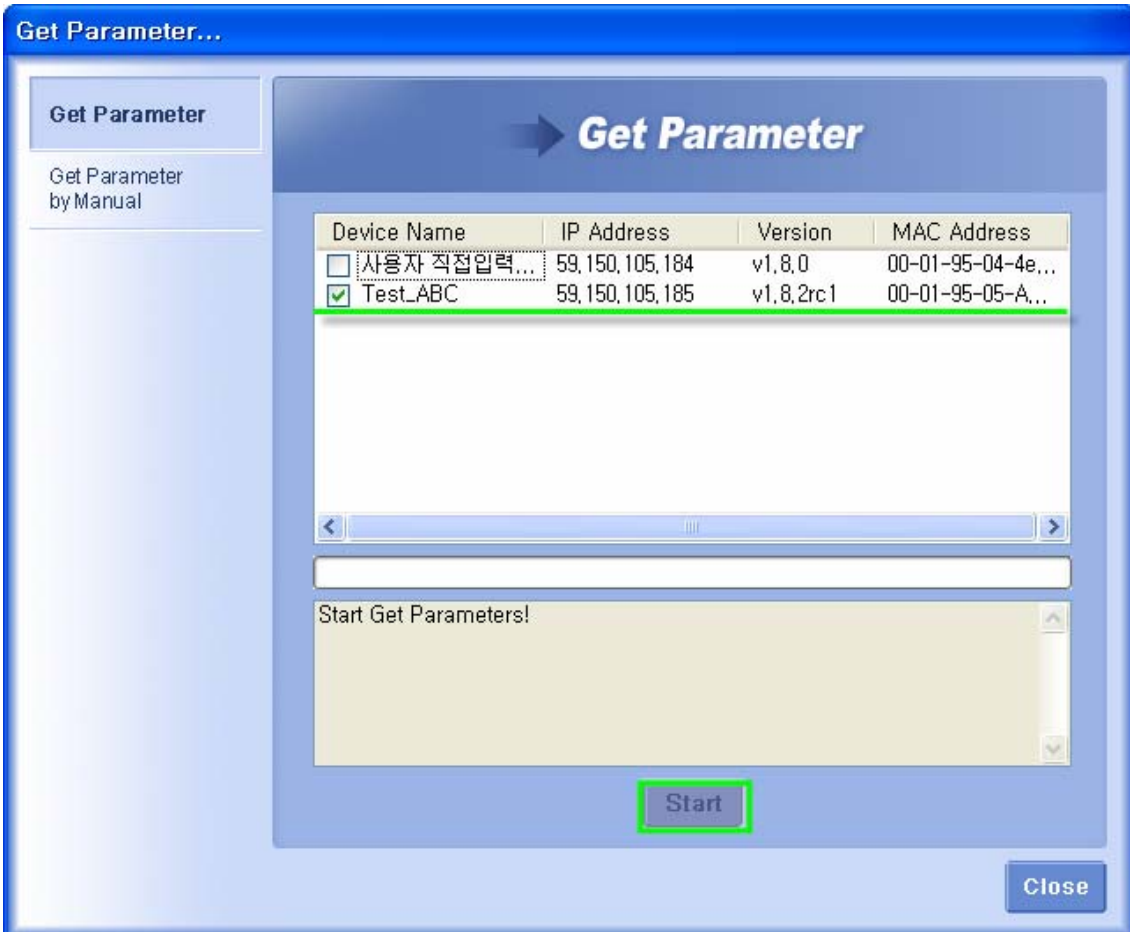 Get Parameter...
Get Parameter
Get Parameter
by Manual
Get Parameter
Device Name IP Address Version MAC Address
사용자 직접입력... 59,150,105,184 v1,8,0 00-01-95-04-4e...
Test_ABC 59,150,105,185 v1,8,2rc1 00-01-95-05-A...
Start Get Parameters!
Start
Close